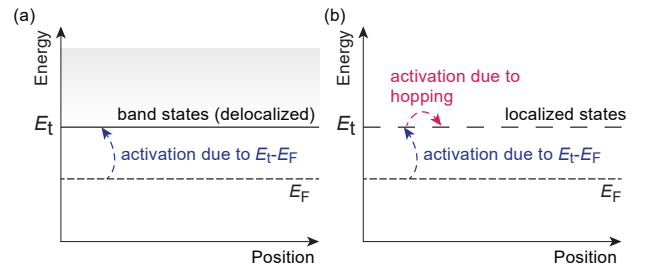 (a)
Energy
band states (delocalized)
Et
activation due to Et-EF
EF
Position
(b)
Energy
activation due to
hopping
localized states
Et
activation due to Et-EF
EF
Position